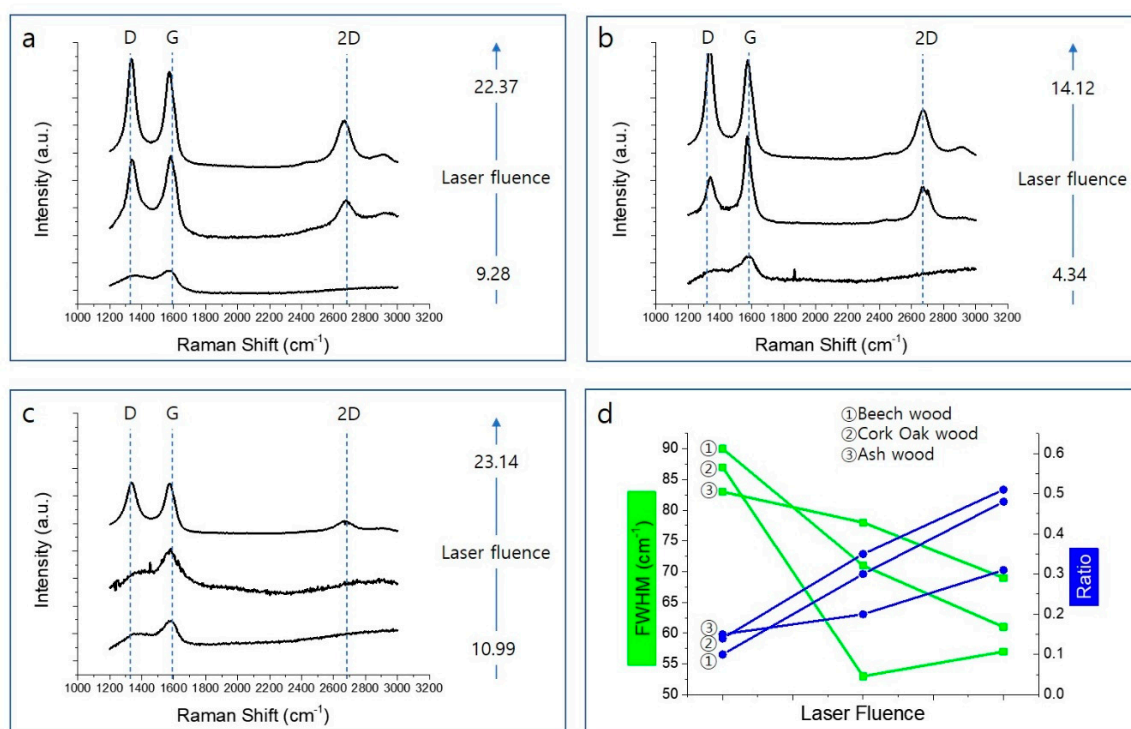 a
D G 2D
22.37
Laser fluence
9.28
Intensity (a.u.)
1000 1200 1400 1600 1800 2000 2200 2400 2600 2800 3000 3200
Raman Shift (cm-1)
b
D G 2D
14.12
Laser fluence
4.34
Intensity (a.u.)
1000 1200 1400 1600 1800 2000 2200 2400 2600 2800 3000 3200
Raman Shift (cm-1)
c
D G 2D
23.14
Laser fluence
10.99
Intensity (a.u.)
1000 1200 1400 1600 1800 2000 2200 2400 2600 2800 3000 3200
Raman Shift (cm-1)
d
①Beech wood
②Cork Oak wood
③Ash wood
90
85
80
75
70
65
60
55
50
FWHM (cm-1)
①
②
③
③
②
①
0.6
0.5
0.4
0.3
0.2
0.1
0.0
Ratio
Laser Fluence